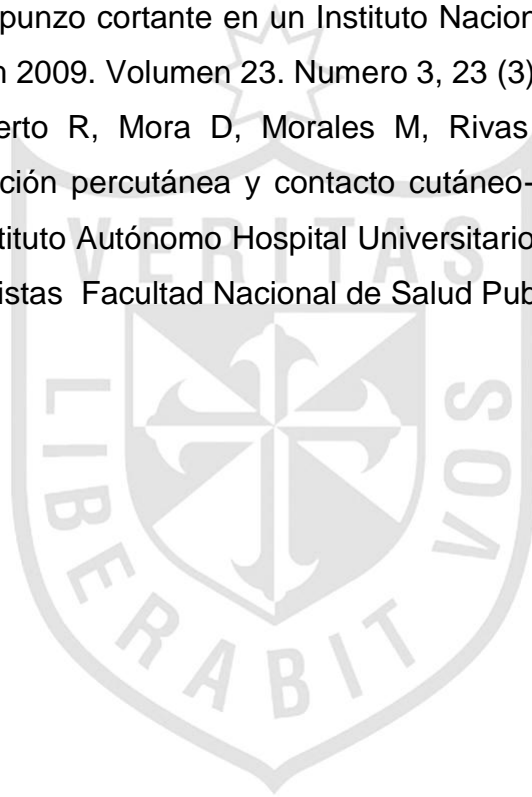 punzo cortante en un Instituto Nacion
n 2009. Volumen 23. Numero 3, 23 (3)
erto R, Mora D, Morales M, Rivas
ción percutánea y contacto cutáneo-
tituto Autónomo Hospital Universitario
istas Facultad Nacional de Salud Pub
VERITAS
LIBERABIT
VOS